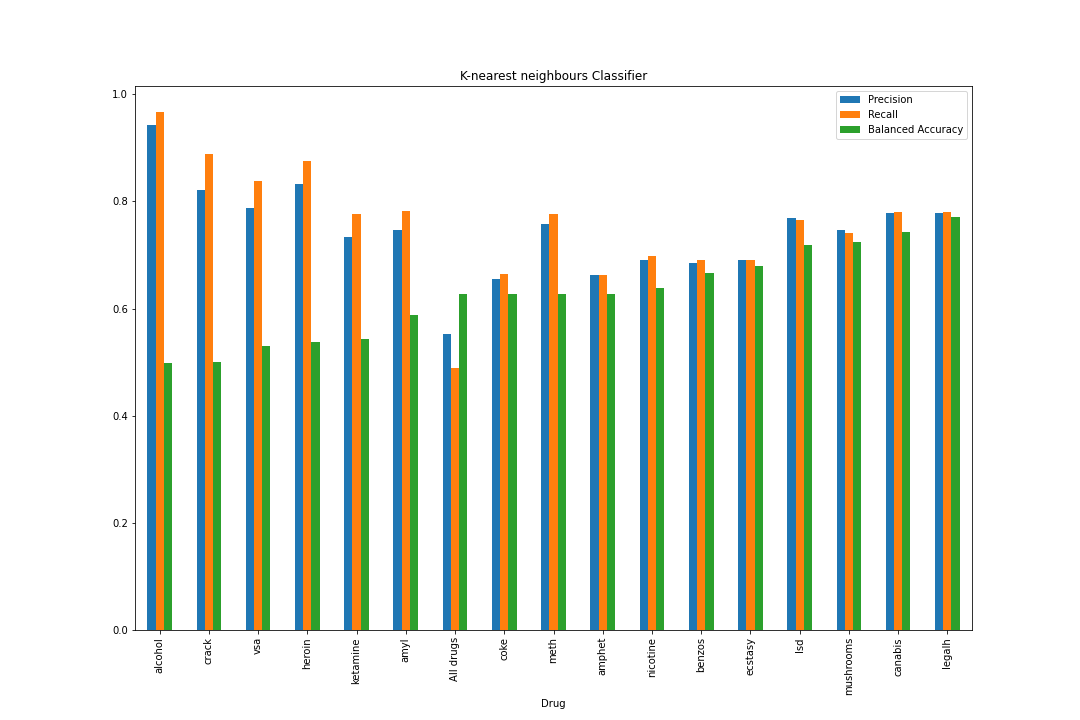 K-nearest neighbours Classifier
Precision
Recall
Balanced Accuracy
1.0
0.8
0.6
0.4
0.2
0.0
alcohol
crack
vsa
heroin
ketamine
amyl
All drugs
coke
meth
amphet
nicotine
benzos
ecstasy
lsd
mushrooms
canabis
legalh
Drug